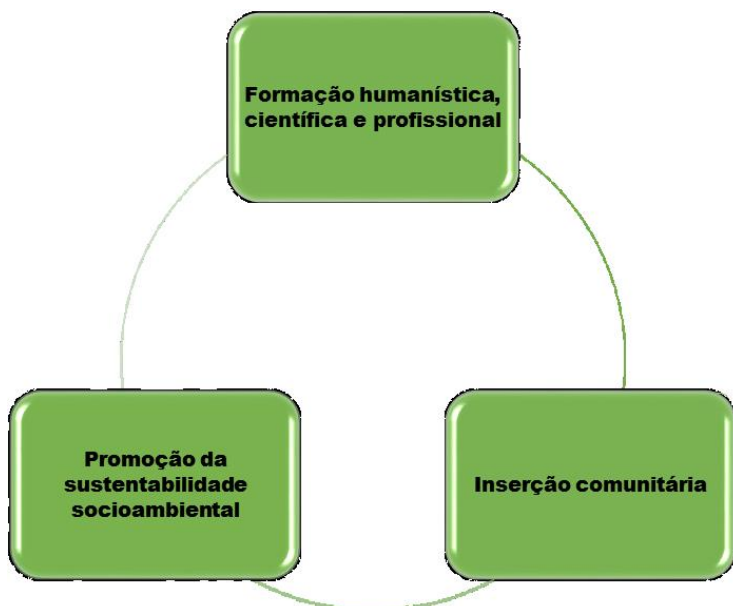 Formação humanística,
científica e profissional
Promoção da
sustentabilidade
socioambiental
Inserção comunitária